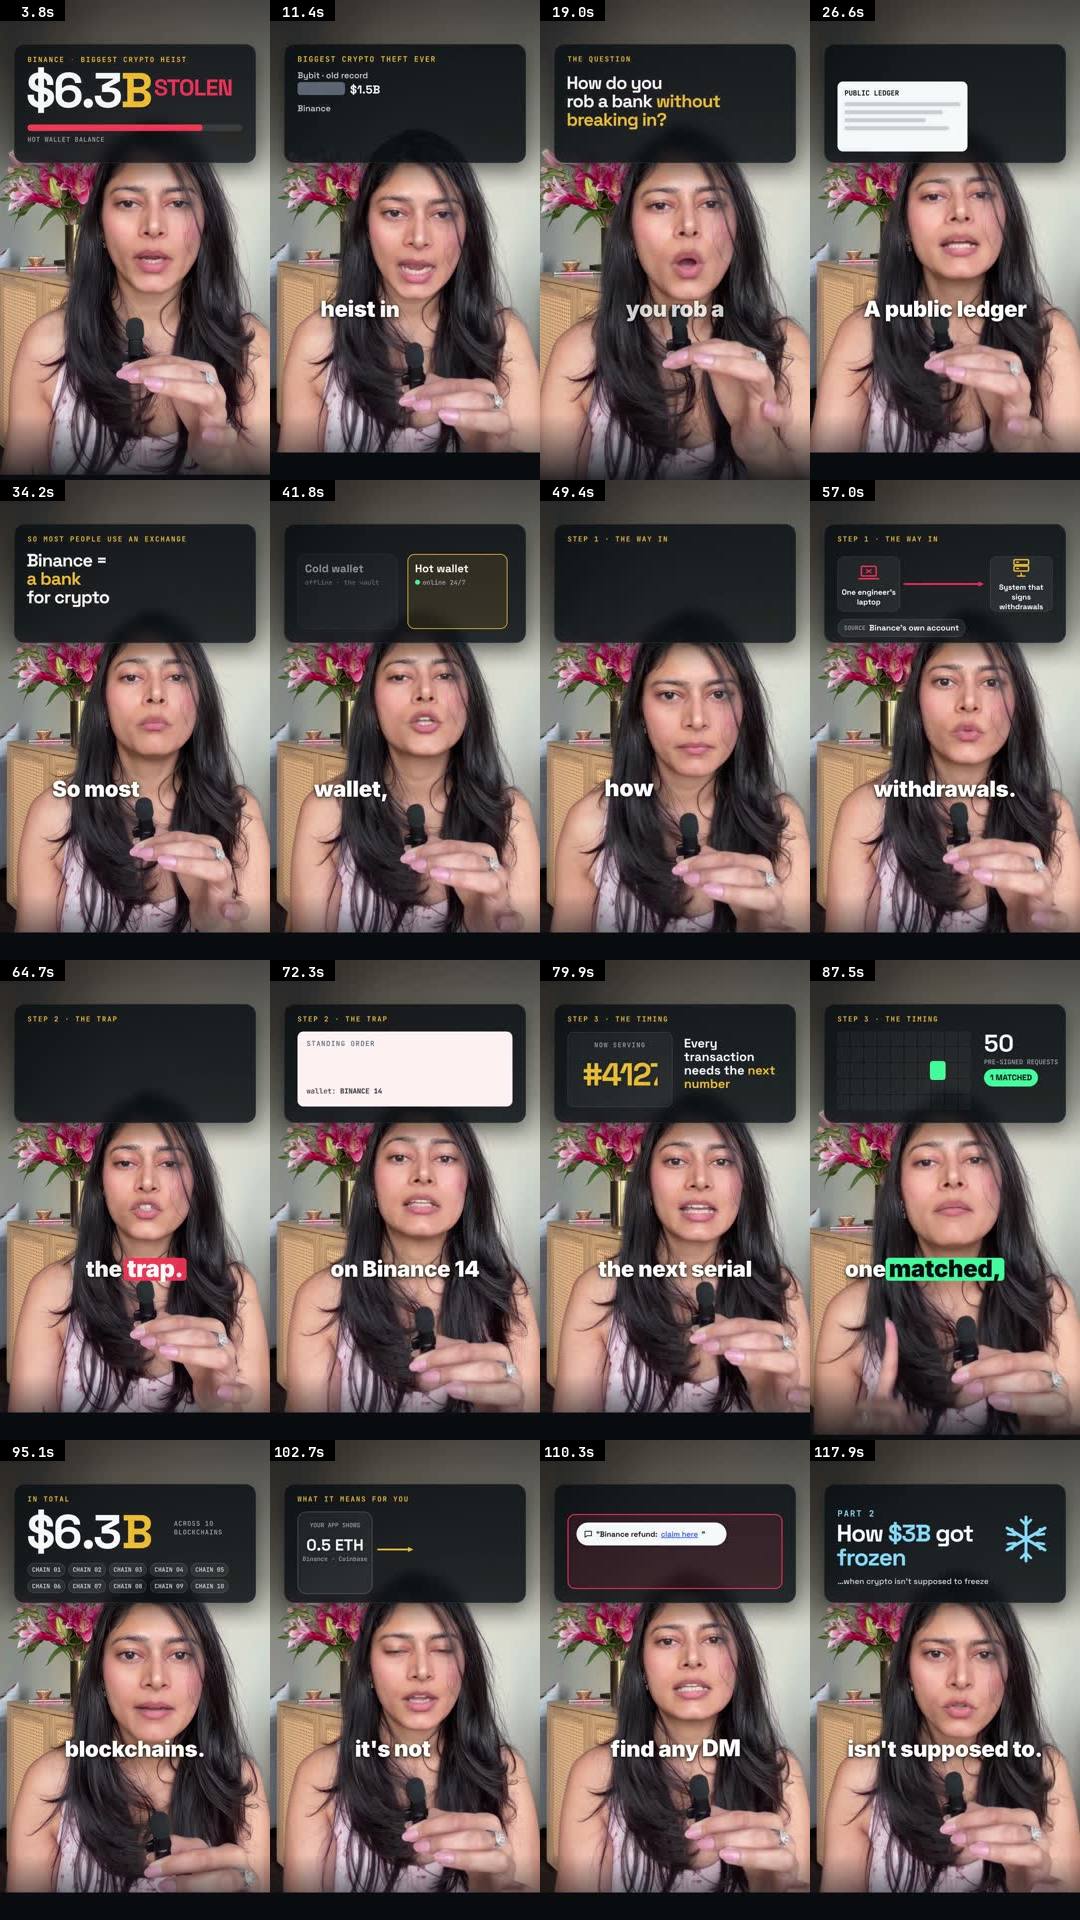 3.8s
BINANCE · BIGGEST CRYPTO HEIST
$6.3B STOLEN
HOT WALLET BALANCE
11.4s
BIGGEST CRYPTO THEFT EVER
Bybit · old record
$1.5B
Binance
heist in
19.0s
THE QUESTION
How do you
rob a bank without
breaking in?
you rob a
26.6s
PUBLIC LEDGER
A public ledger
34.2s
SO MOST PEOPLE USE AN EXCHANGE
Binance =
a bank
for crypto
So most
41.8s
Cold wallet
offline · the vault
Hot wallet
online 24/7
wallet,
49.4s
STEP 1 · THE WAY IN
how
57.0s
STEP 1 · THE WAY IN
One engineer's
laptop
System that
signs
withdrawals
SOURCE Binance's own account
withdrawals.
64.7s
STEP 2 · THE TRAP
the trap.
72.3s
STEP 2 · THE TRAP
STANDING ORDER
wallet: BINANCE 14
on Binance 14
79.9s
STEP 3 · THE TIMING
NOW SERVING
#412
Every
transaction
needs the next
number
the next serial
87.5s
STEP 3 · THE TIMING
50
PRE-SIGNED REQUESTS
1 MATCHED
one matched,
95.1s
IN TOTAL
$6.3B
ACROSS 10
BLOCKCHAINS
CHAIN 01 CHAIN 02 CHAIN 03 CHAIN 04 CHAIN 05
CHAIN 06 CHAIN 07 CHAIN 08 CHAIN 09 CHAIN 10
blockchains.
102.7s
WHAT IT MEANS FOR YOU
YOUR APP SHOWS
0.5 ETH
Binance · Coinbase
it's not
110.3s
"Binance refund: claim here "
find any DM
117.9s
PART 2
How $3B got
frozen
...when crypto isn't supposed to freeze
isn't supposed to.